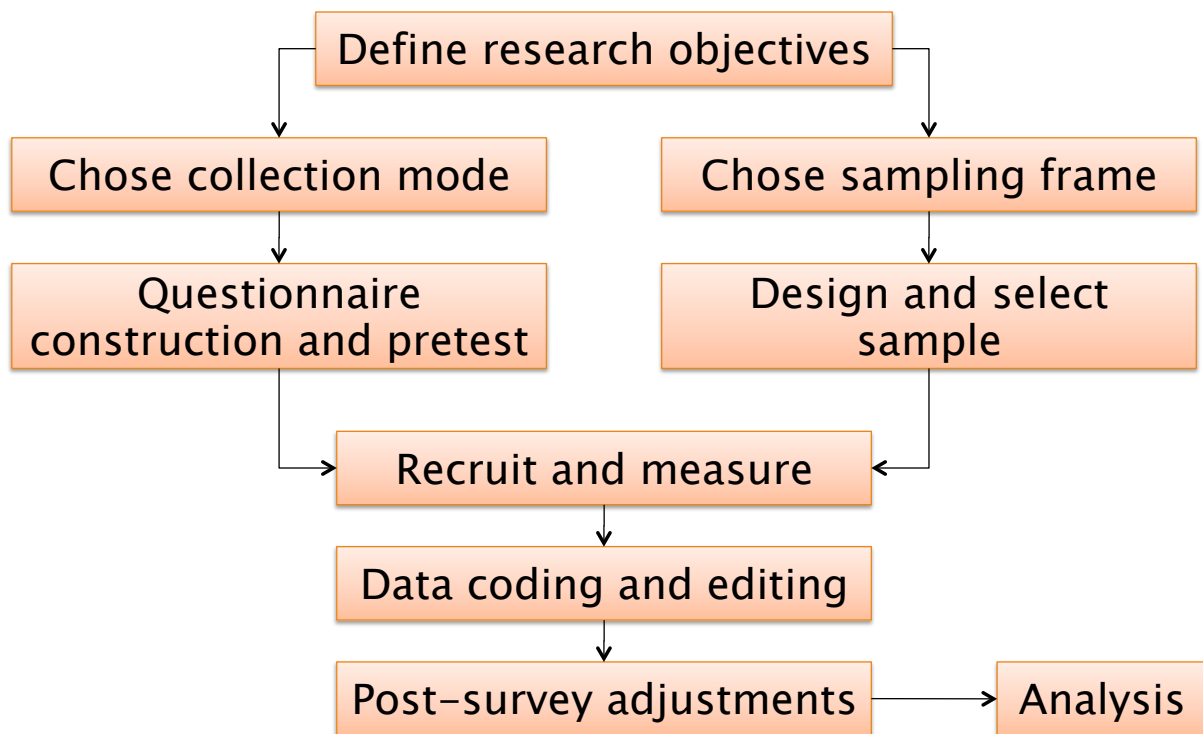 Define research objectives
Chose collection mode
Chose sampling frame
Questionnaire
construction and pretest
Design and select
sample
Recruit and measure
Data coding and editing
Post-survey adjustments
Analysis